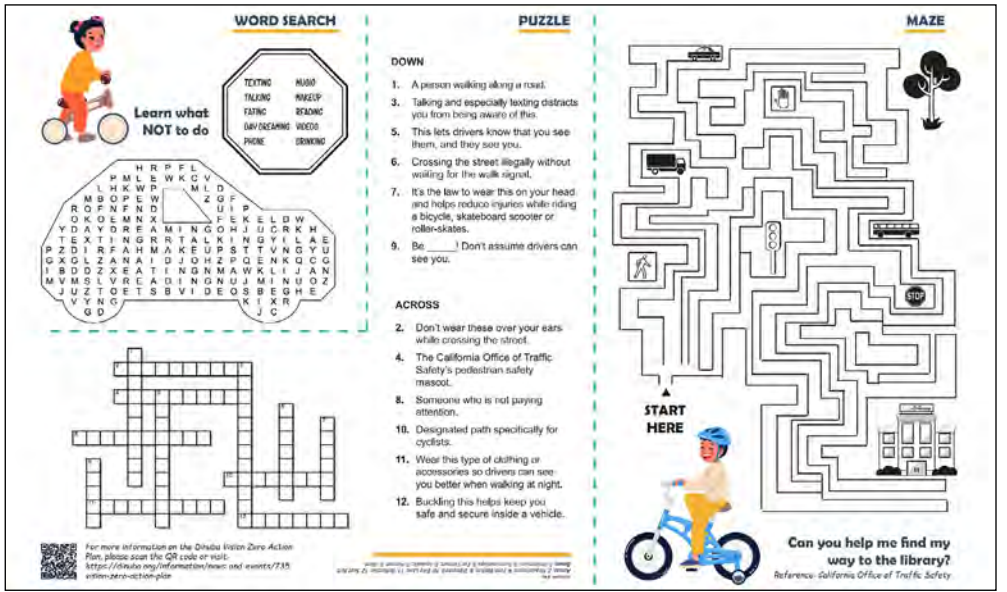 WORD SEARCH
Learn what
NOT to do
TEXTING MUSIC
TALKING MAKEUP
EATING READING
DAY DREAMING VIDEOS
PHONE DRINKING
H R P F L
P M L E W K C V
L H K W P M L D
M B O P E W Z G F
R O F N F N D U I P
O K O E M N X F E K E L D W
Y D A Y D R E A M I N G O H J U C R K H
T E X T I N G R R T A L K I N G Y I L A E
P Z D I R F A H M A K E U P S T T V N G Y U
G X G L Z A N A I D J O H Z P Q E N K Q C G
I B D D Z X E A T I N G N M A W K L I J A N
M V M S L V R E A D I N G N U J M I N U O Z
J U Z T O E T S B V I D E O S B E G H E
V Y N G K I X R
G D J C
For more information on the Dinuba Vision Zero Action
Plan, please scan the QR code or visit:
https://dinuba.org/information/news-and-events/735
vision-zero-action-plan
PUZZLE
DOWN
1. A person walking along a road.
3. Talking and especially texting distracts
you from being aware of this.
5. This lets drivers know that you see
them, and they see you.
6. Crossing the street illegally without
waiting for the walk signal.
7. It's the law to wear this on your head
and helps reduce injuries while riding
a bicycle, skateboard scooter or
roller-skates.
9. Be _____! Don't assume drivers can
see you.
ACROSS
2. Don't wear these over your ears
while crossing the street.
4. The California Office of Traffic
Safety's pedestrian safety
mascot.
8. Someone who is not paying
attention.
10. Designated path specifically for
cyclists.
11. Wear this type of clothing or
accessories so drivers can see
you better when walking at night.
12. Buckling this helps keep you
safe and secure inside a vehicle.
MAZE
STOP
START
HERE
Can you help me find my
way to the library?
Reference: California Office of Traffic Safety